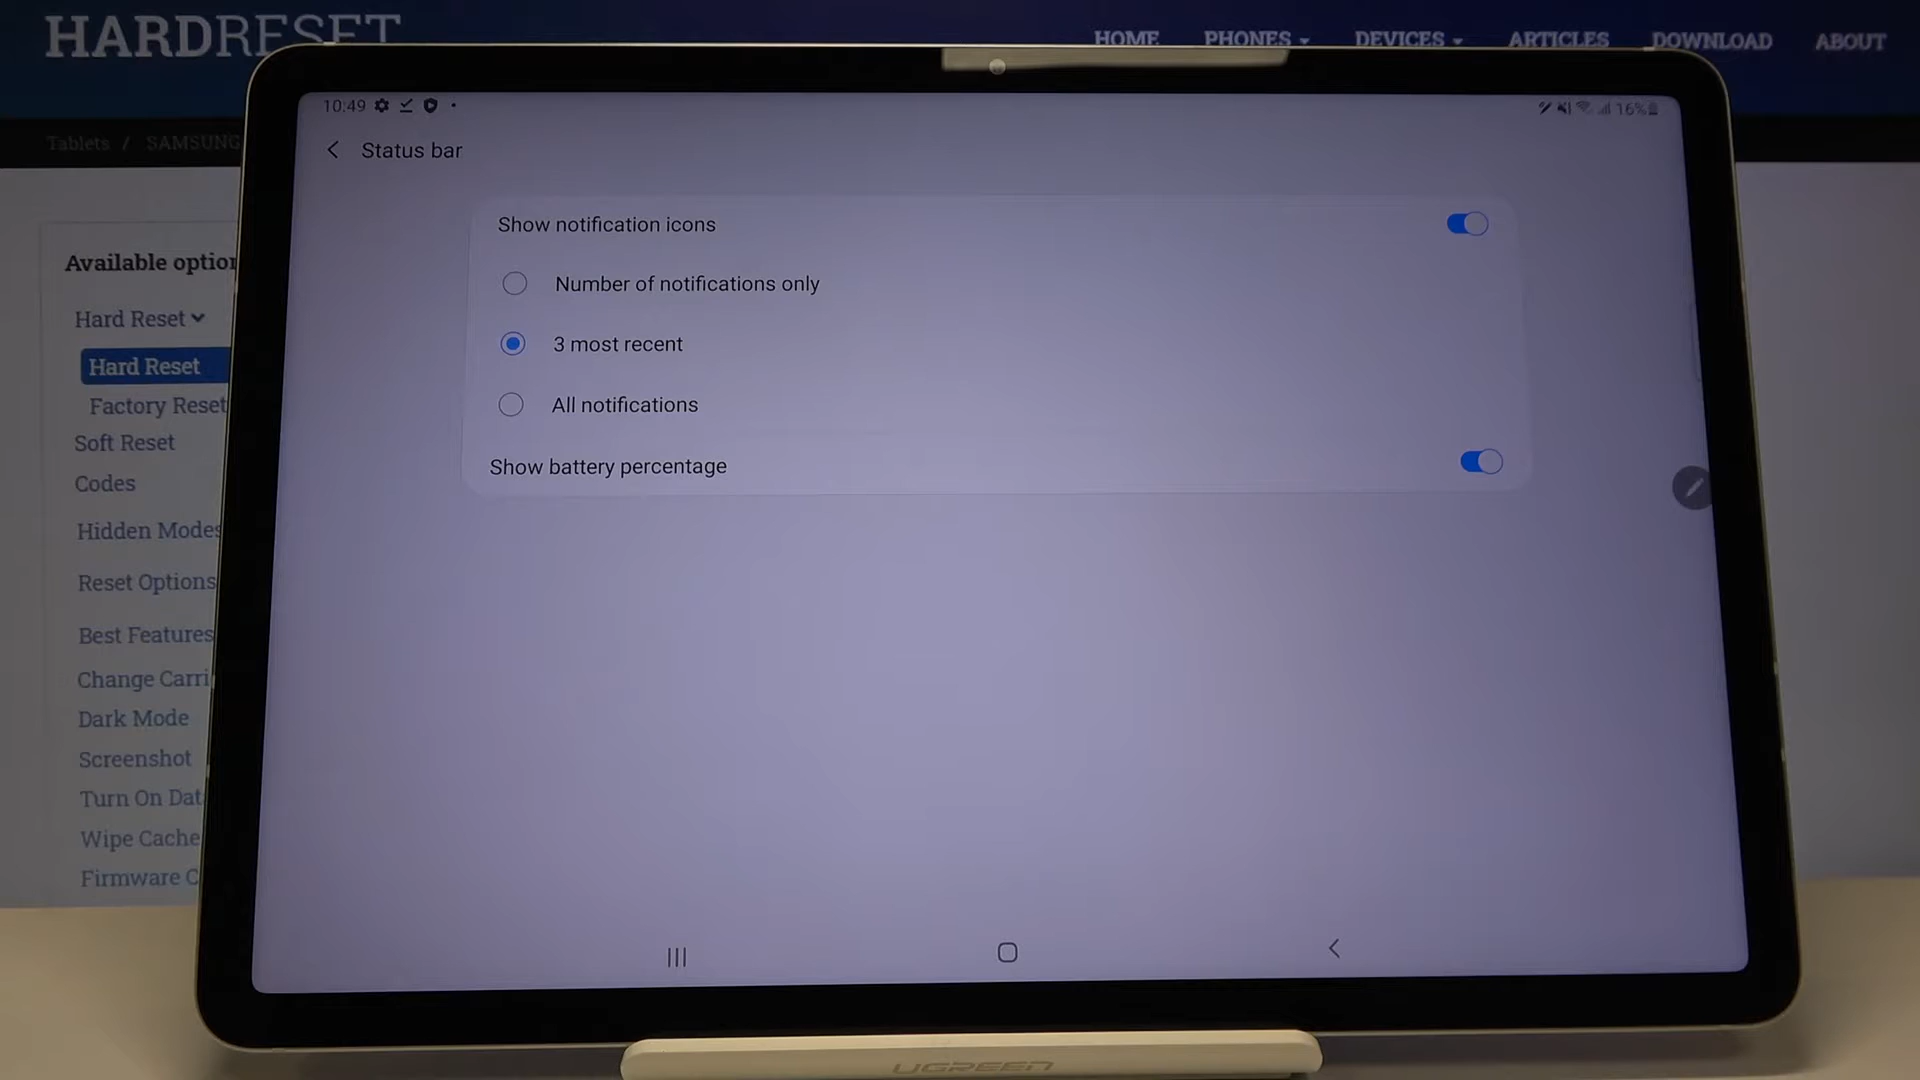 HARDRESET
HOME PHONES DEVICES ARTICLES DOWNLOAD ABOUT
Tablets / SAMSUNG
10:49
16%
Status bar
Show notification icons
Number of notifications only
3 most recent
All notifications
Show battery percentage
Available option
Hard Reset
Hard Reset
Factory Reset
Soft Reset
Codes
Hidden Modes
Reset Options
Best Features
Change Carri
Dark Mode
Screenshot
Turn On Dat
Wipe Cache
Firmware C
UGREEN